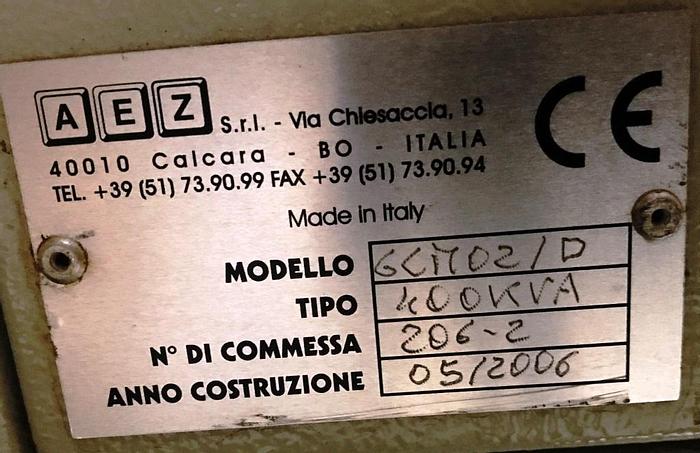 AEZ S.r.l. - Via Chiesaccia, 13
40010 Calcara - BO - ITALIA
TEL. +39 (51) 73.90.99 FAX +39 (51) 73.90.94
CE
Made in Italy
MODELLO GCM02/D
TIPO 400KVA
N° DI COMMESSA 206-2
ANNO COSTRUZIONE 05/2006